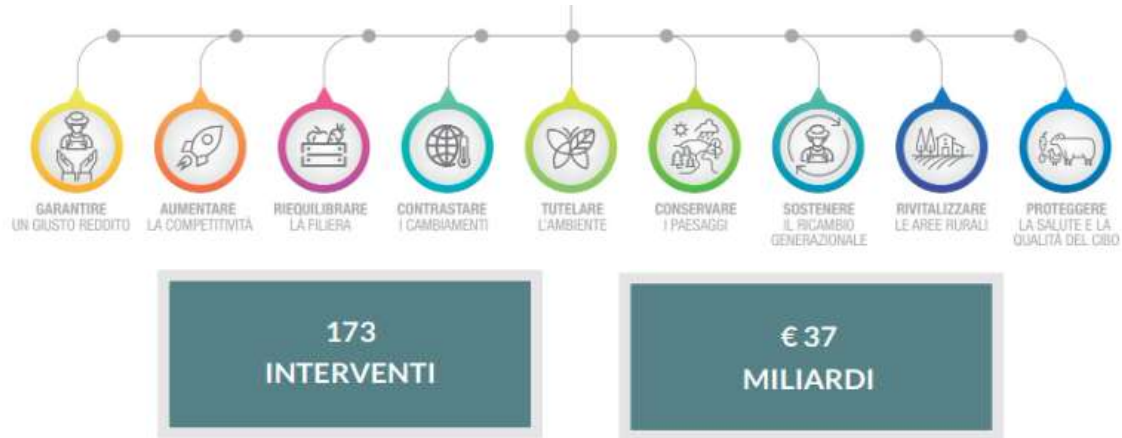 GARANTIRE
UN GIUSTO REDDITO
AUMENTARE
LA COMPETITIVITÀ
RIEQUILIBRARE
LA FILIERA
CONTRASTARE
I CAMBIAMENTI
TUTELARE
L'AMBIENTE
CONSERVARE
I PAESAGGI
SOSTENERE
IL RICAMBIO
GENERAZIONALE
RIVITALIZZARE
LE AREE RURALI
PROTEGGERE
LA SALUTE E LA
QUALITÀ DEL CIBO
173
INTERVENTI
€ 37
MILIARDI